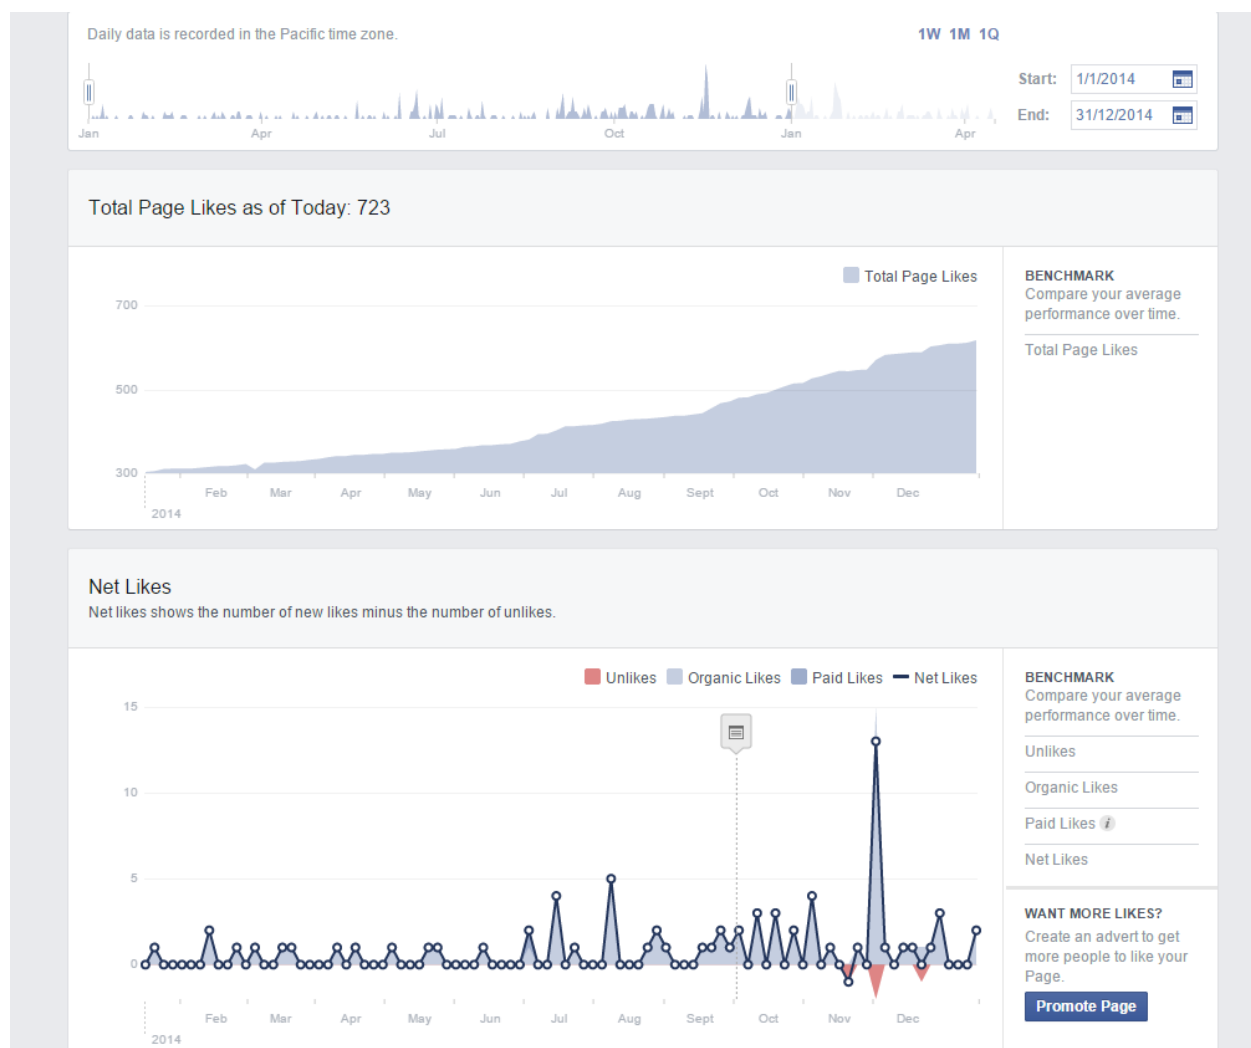 Daily data is recorded in the Pacific time zone.
1W 1M 1Q
Start: 1/1/2014
End: 31/12/2014
Jan Apr Jul Oct Jan Apr
Total Page Likes as of Today: 723
Total Page Likes
700
500
300
Feb Mar Apr May Jun Jul Aug Sept Oct Nov Dec
2014
BENCHMARK
Compare your average
performance over time.
Total Page Likes
Net Likes
Net likes shows the number of new likes minus the number of unlikes.
Unlikes Organic Likes Paid Likes Net Likes
15
10
5
0
Feb Mar Apr May Jun Jul Aug Sept Oct Nov Dec
2014
BENCHMARK
Compare your average
performance over time.
Unlikes
Organic Likes
Paid Likes i
Net Likes
WANT MORE LIKES?
Create an advert to get
more people to like your
Page.
Promote Page